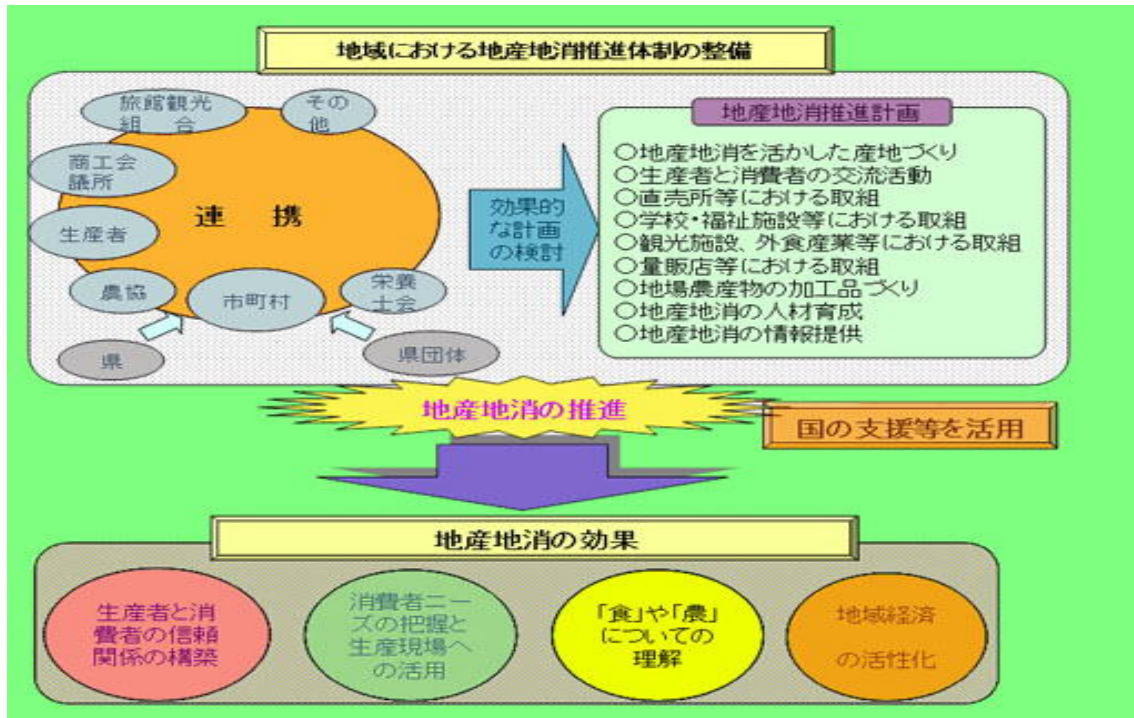 地域における地産地消推進体制の整備
旅館観光
組　合
その
他
商工会
議所
生産者
農協
市町村
栄養
士会
連　携
県
県団体
効果的
な計画
の検討
地産地消推進計画
○地産地消を活かした産地づくり
○生産者と消費者の交流活動
○直売所等における取組
○学校・福祉施設等における取組
○観光施設、外食産業等における取組
○量販店等における取組
○地場農産物の加工品づくり
○地産地消の人材育成
○地産地消の情報提供
地産地消の推進
国の支援等を活用
地産地消の効果
生産者と消
費者の信頼
関係の構築
消費者ニー
ズの把握と
生産現場へ
の活用
「食」や「農」
についての
理解
地域経済
の活性化